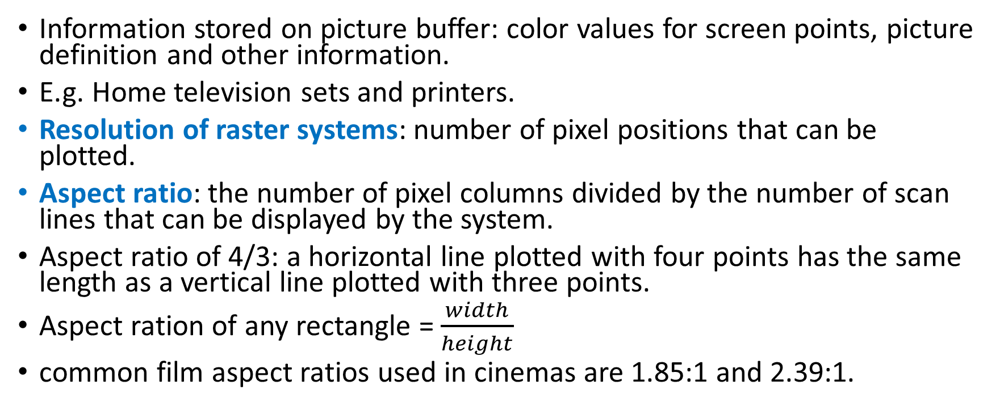 • Information stored on picture buffer: color values for screen points, picture
definition and other information.
• E.g. Home television sets and printers.
• Resolution of raster systems: number of pixel positions that can be
plotted.
• Aspect ratio: the number of pixel columns divided by the number of scan
lines that can be displayed by the system.
• Aspect ratio of 4/3: a horizontal line plotted with four points has the same
length as a vertical line plotted with three points.
• Aspect ration of any rectangle = width/height
• common film aspect ratios used in cinemas are 1.85:1 and 2.39:1.